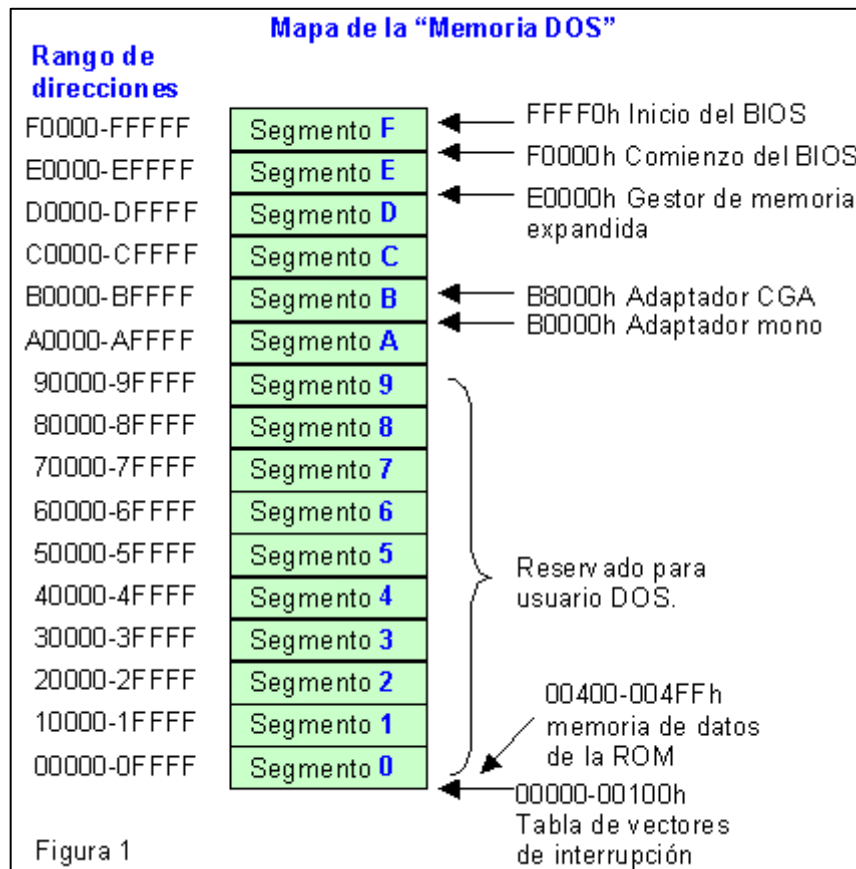 Mapa de la “Memoria DOS”
Rango de
direcciones
F0000-FFFFF
Segmento F
FFFF0h Inicio del BIOS
F0000h Comienzo del BIOS
E0000-EFFFF
Segmento E
E0000h Gestor de memoria
expandida
D0000-DFFFF
Segmento D
C0000-CFFFF
Segmento C
B0000-BFFFF
Segmento B
B8000h Adaptador CGA
B0000h Adaptador mono
A0000-AFFFF
Segmento A
90000-9FFFF
Segmento 9
80000-8FFFF
Segmento 8
70000-7FFFF
Segmento 7
60000-6FFFF
Segmento 6
50000-5FFFF
Segmento 5
Reservado para
usuario DOS.
40000-4FFFF
Segmento 4
30000-3FFFF
Segmento 3
20000-2FFFF
Segmento 2
10000-1FFFF
Segmento 1
00400-004FFh
memoria de datos
de la ROM
00000-0FFFF
Segmento 0
00000-00100h
Tabla de vectores
de interrupción
Figura 1